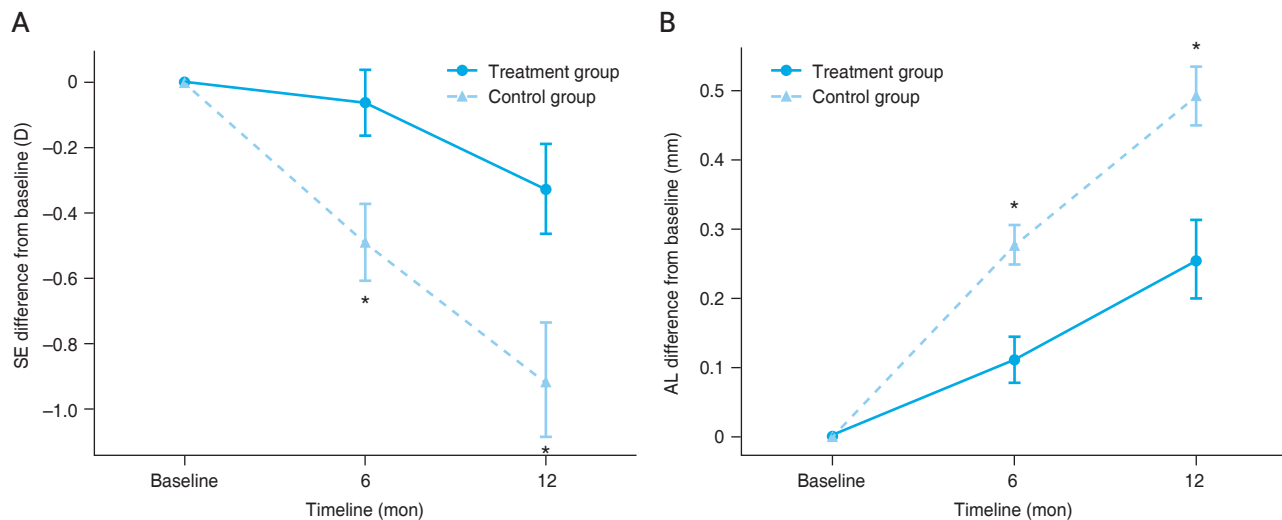 A
SE difference from baseline (D)
0
–0.2
–0.4
–0.6
–0.8
–1.0
Treatment group
Control group
*
*
Baseline
6
12
Timeline (mon)
B
AL difference from baseline (mm)
0.5
0.4
0.3
0.2
0.1
0
Treatment group
Control group
*
*
Baseline
6
12
Timeline (mon)